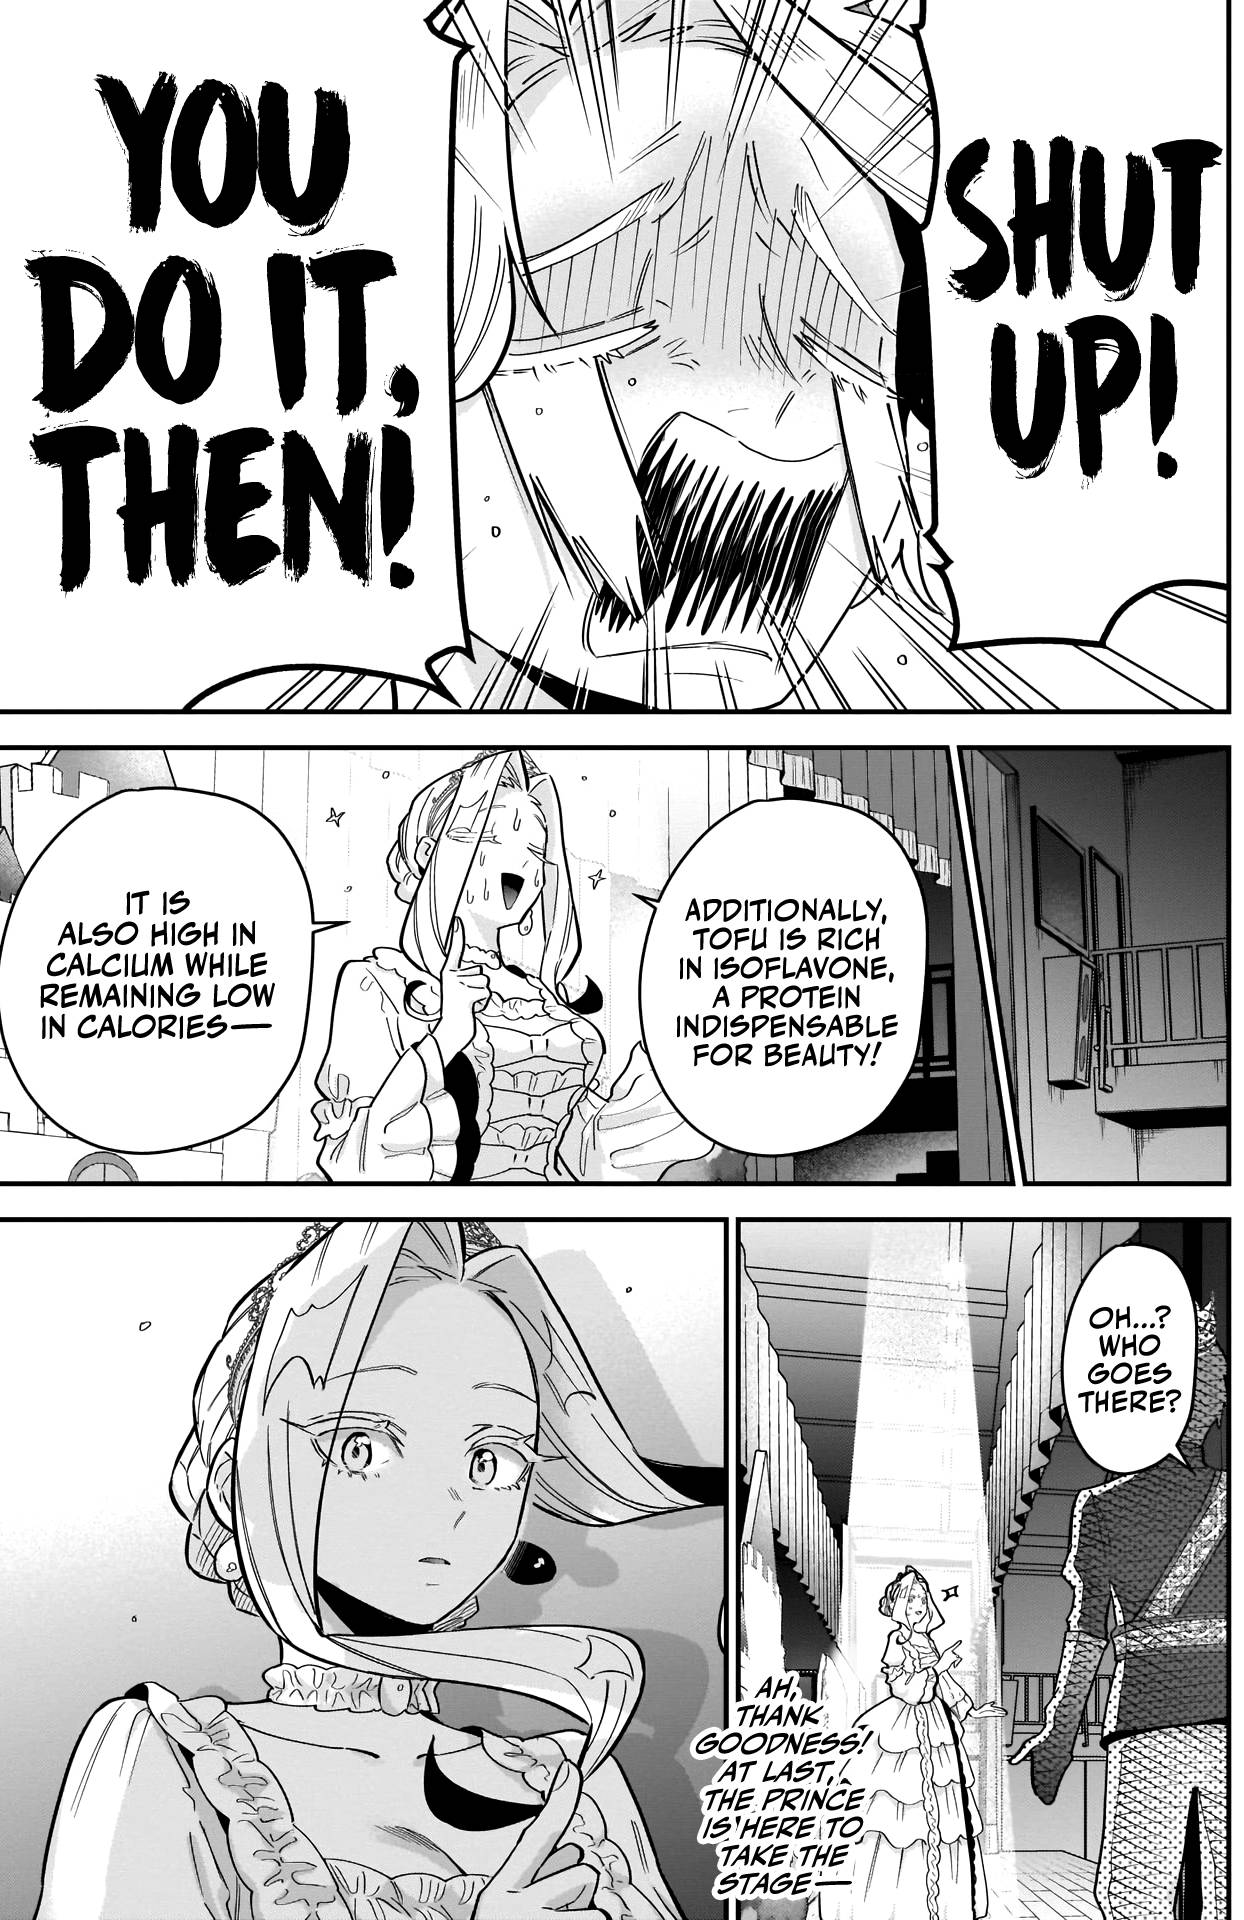 SHUT
UP!
YOU
DO IT,
THEN!
ADDITIONALLY,
TOFU IS RICH
IN ISOFLAVONE,
A PROTEIN
INDISPENSABLE
FOR BEAUTY!
IT IS
ALSO HIGH IN
CALCIUM WHILE
REMAINING LOW
IN CALORIES—
OH...?
WHO
GOES
THERE?
AH,
THANK
GOODNESS!
AT LAST,
THE PRINCE
IS HERE TO
TAKE THE
STAGE—